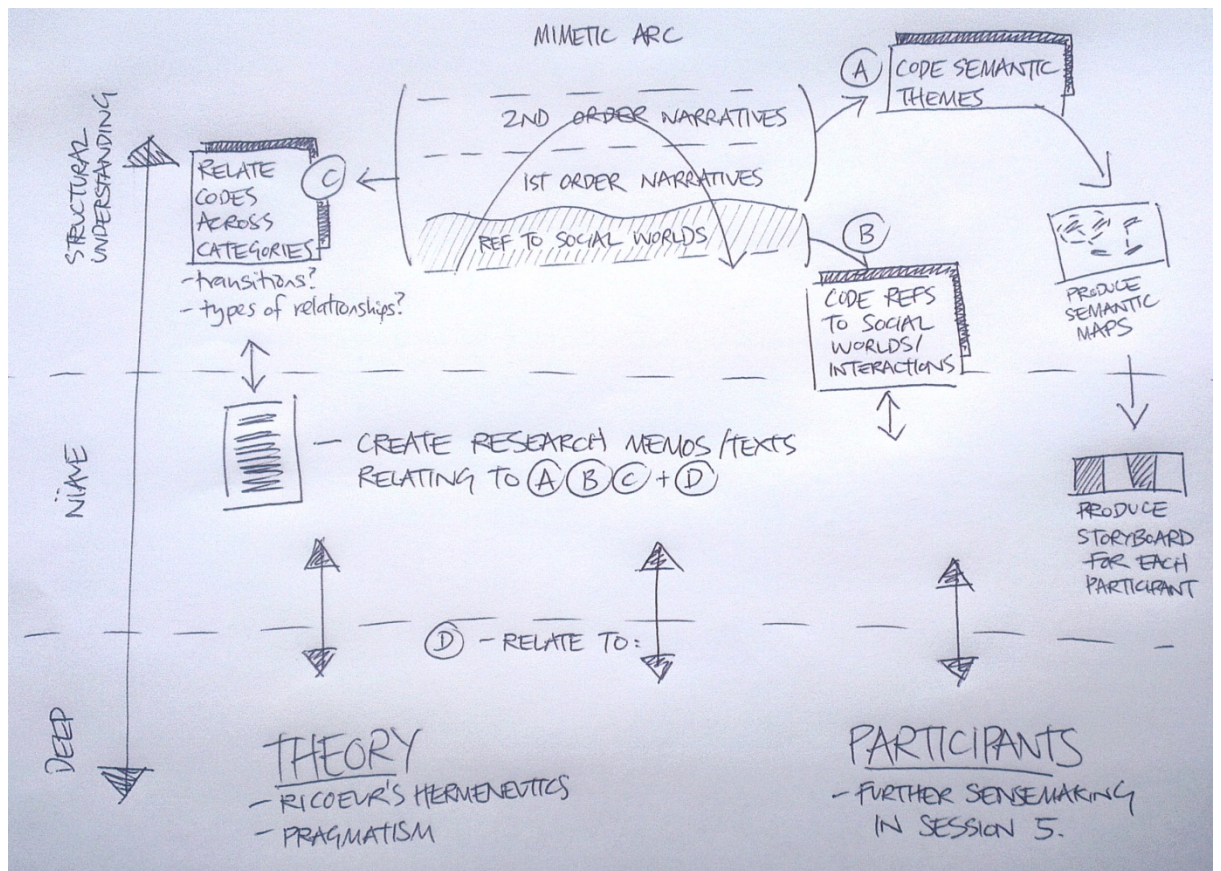 MIMETIC ARC
A
CODE SEMANTIC
THEMES
2ND ORDER NARRATIVES
1ST ORDER NARRATIVES
REF TO SOCIAL WORLDS
STRUCTURAL
UNDERSTANDING
RELATE
CODES
ACROSS
CATEGORIES
C
-transitions?
- types of relationships?
B
CODE REFS
TO SOCIAL
WORLDS/
INTERACTIONS
PRODUCE
SEMANTIC
MAPS
NIAVE
- CREATE RESEARCH MEMOS/TEXTS
RELATING TO A B C + D
PRODUCE
STORYBOARD
FOR EACH
PARTICIPANT
D - RELATE TO:
DEEP
THEORY
- RICOEUR'S HERMENEUTICS
- PRAGMATISM
PARTICIPANTS
- FURTHER SENSEMAKING
IN SESSION 5.